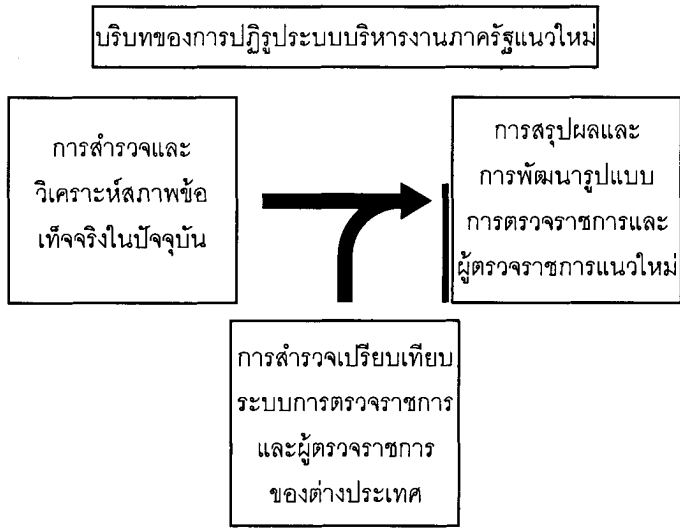 บริบทของการปฏิรูประบบบริหารงานภาครัฐแนวใหม่
การสำรวจและ
วิเคราะห์สภาพข้อ
เท็จจริงในปัจจุบัน
การสรุปผลและ
การพัฒนารูปแบบ
การตรวจราชการและ
ผู้ตรวจราชการแนวใหม่
การสำรวจเปรียบเทียบ
ระบบการตรวจราชการ
และผู้ตรวจราชการ
ของต่างประเทศ